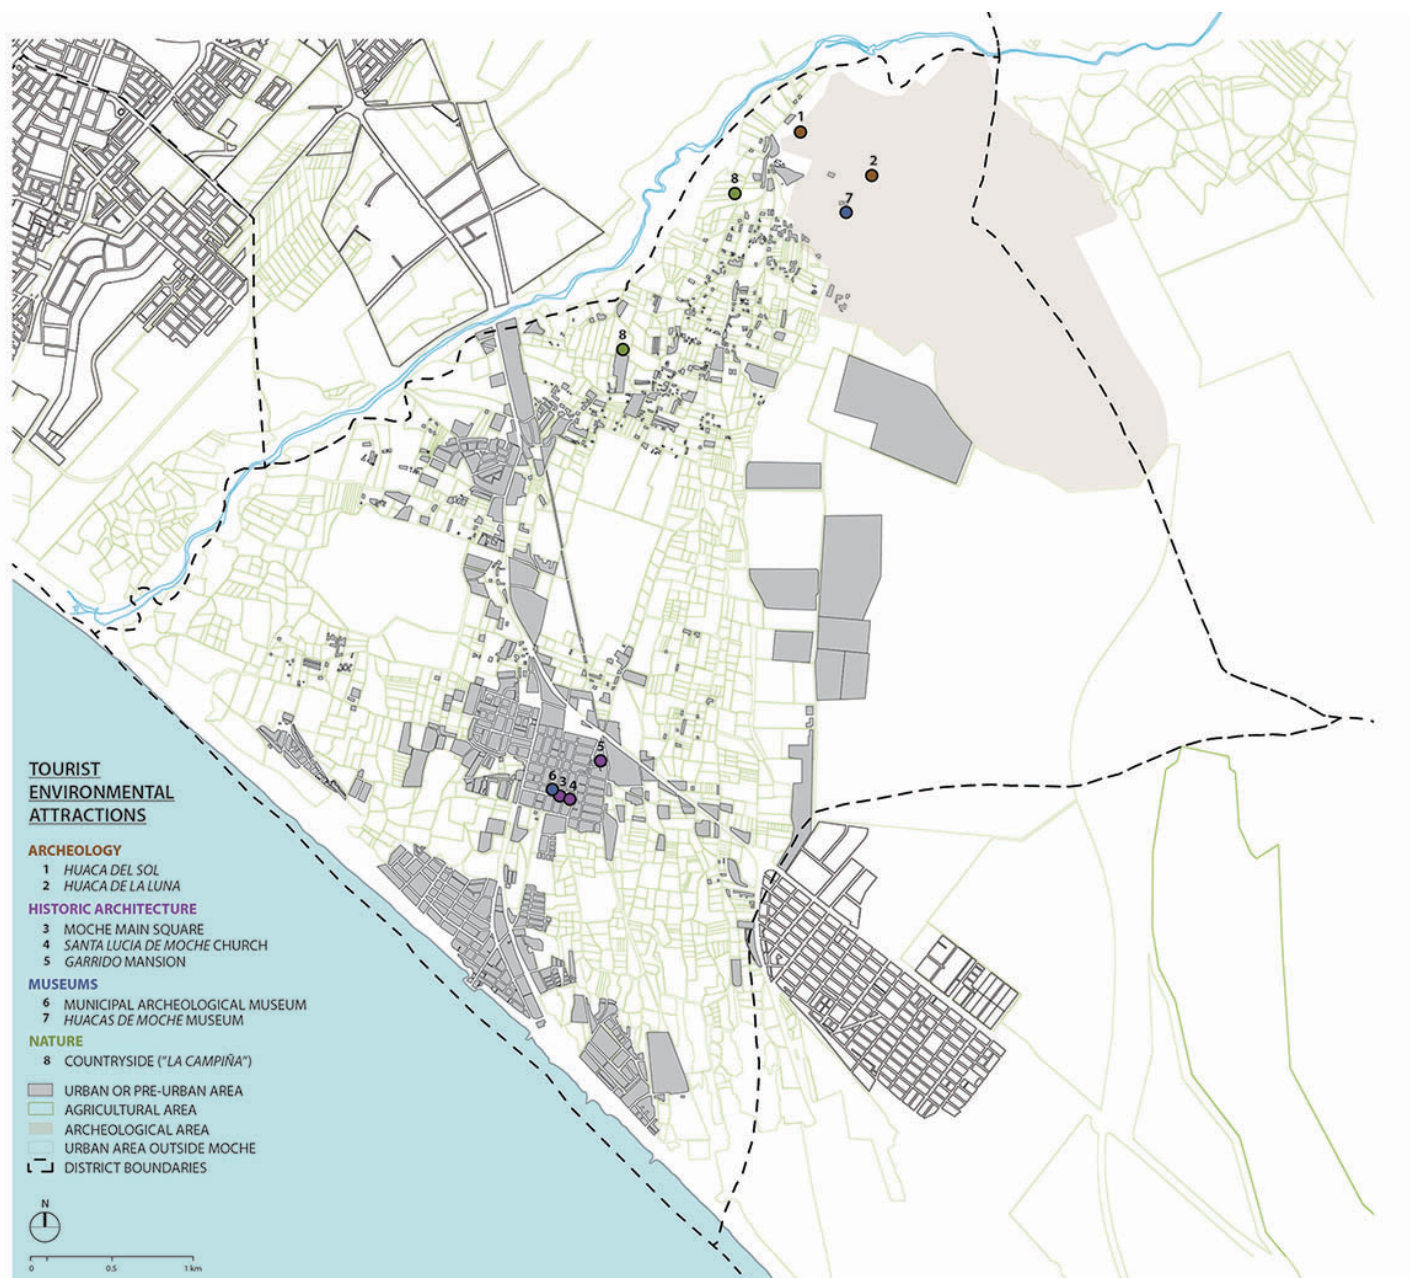 1
2
8
7
8
5
6
3
4
TOURIST
ENVIRONMENTAL
ATTRACTIONS
ARCHEOLOGY
1 HUACA DEL SOL
2 HUACA DE LA LUNA
HISTORIC ARCHITECTURE
3 MOCHE MAIN SQUARE
4 SANTA LUCIA DE MOCHE CHURCH
5 GARRIDO MANSION
MUSEUMS
6 MUNICIPAL ARCHEOLOGICAL MUSEUM
7 HUACAS DE MOCHE MUSEUM
NATURE
8 COUNTRYSIDE ("LA CAMPIÑA")
URBAN OR PRE-URBAN AREA
AGRICULTURAL AREA
ARCHEOLOGICAL AREA
URBAN AREA OUTSIDE MOCHE
DISTRICT BOUNDARIES
N
0 0.5 1 km